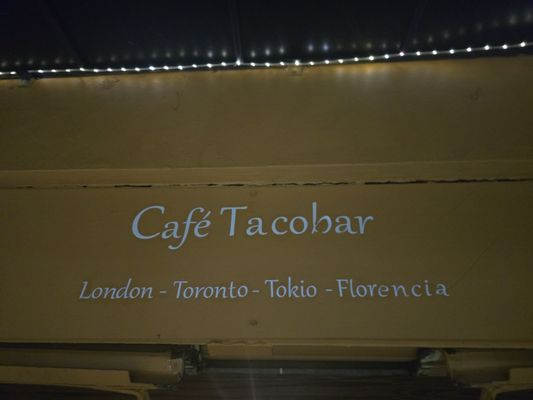 Café Tacobar
London - Toronto - Tokio - Florencia